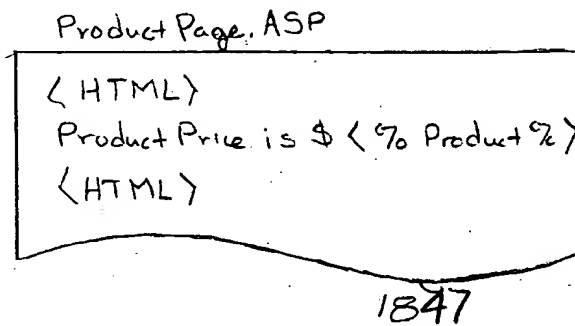 Product Page.ASP
<HTML>
Product Price is $ <% Product %>
<HTML>
1847